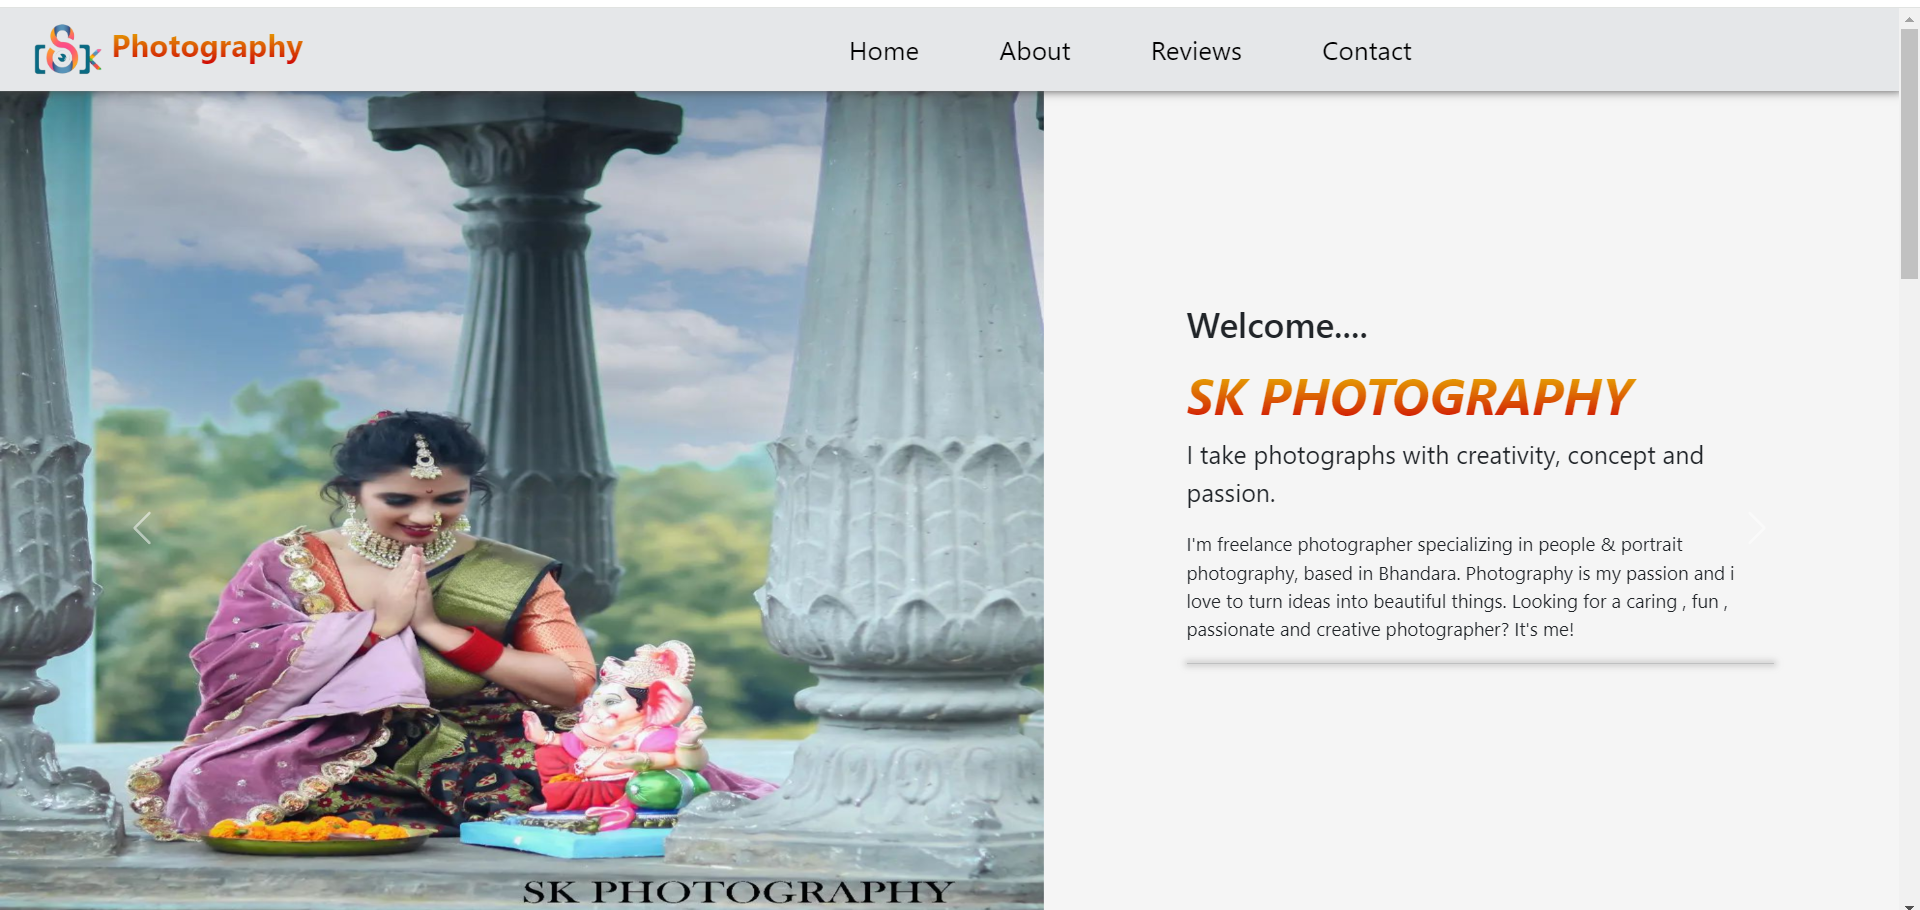 SK Photography
Home About Reviews Contact
Welcome....
SK PHOTOGRAPHY
I take photographs with creativity, concept and
passion.
I'm freelance photographer specializing in people & portrait
photography, based in Bhandara. Photography is my passion and i
love to turn ideas into beautiful things. Looking for a caring , fun ,
passionate and creative photographer? It's me!
SK PHOTOGRAPHY